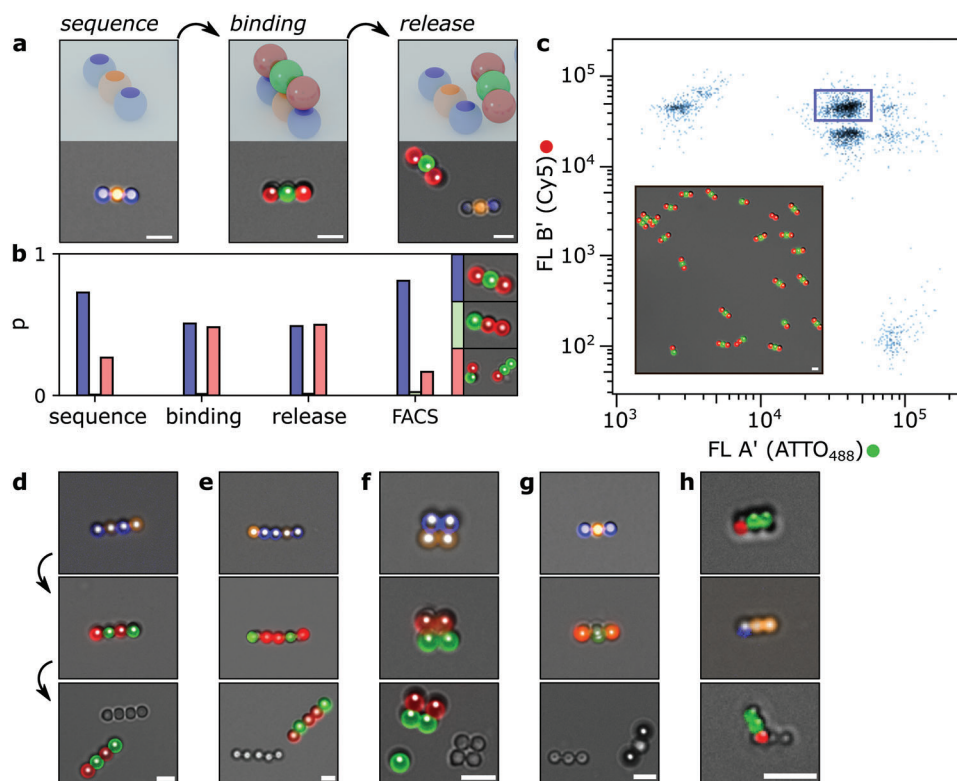 sequence binding release
a
b
1
p
0
sequence binding release FACS
c
10⁵
10⁴
10³
10²
FL B' (Cy5)
10³ 10⁴ 10⁵
FL A' (ATTO₄₈₈)
d e f g h